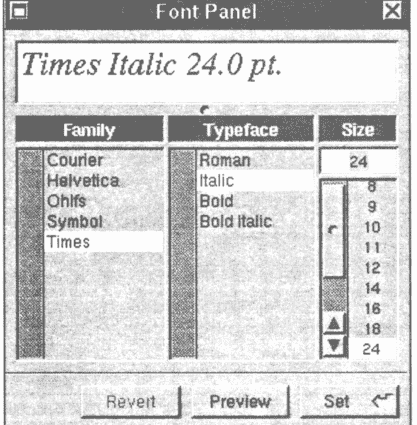 Font Panel
Times Italic 24.0 pt.
Family Typeface Size
Courier
Helvetica
Ohlfs
Symbol
Times
Roman
Italic
Bold
Bold Italic
24
8
9
10
11
12
14
16
18
24
Revert Preview Set